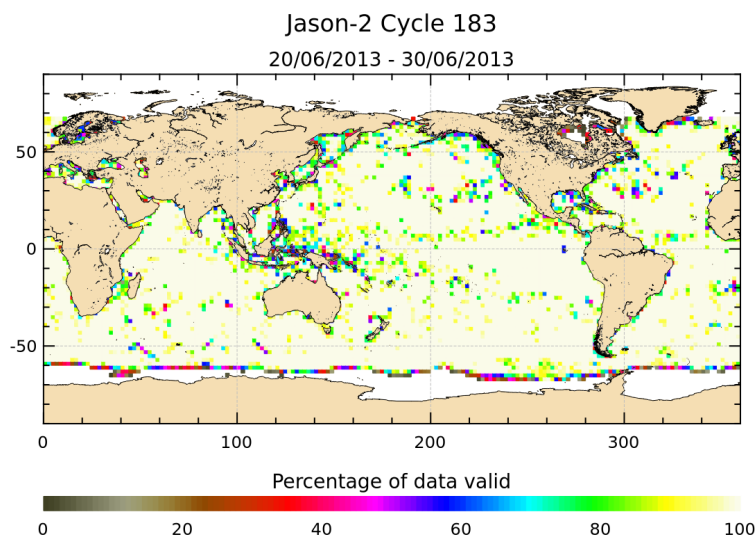 Jason-2 Cycle 183
20/06/2013 - 30/06/2013
50
0
-50
0 100 200 300
Percentage of data valid
0 20 40 60 80 100